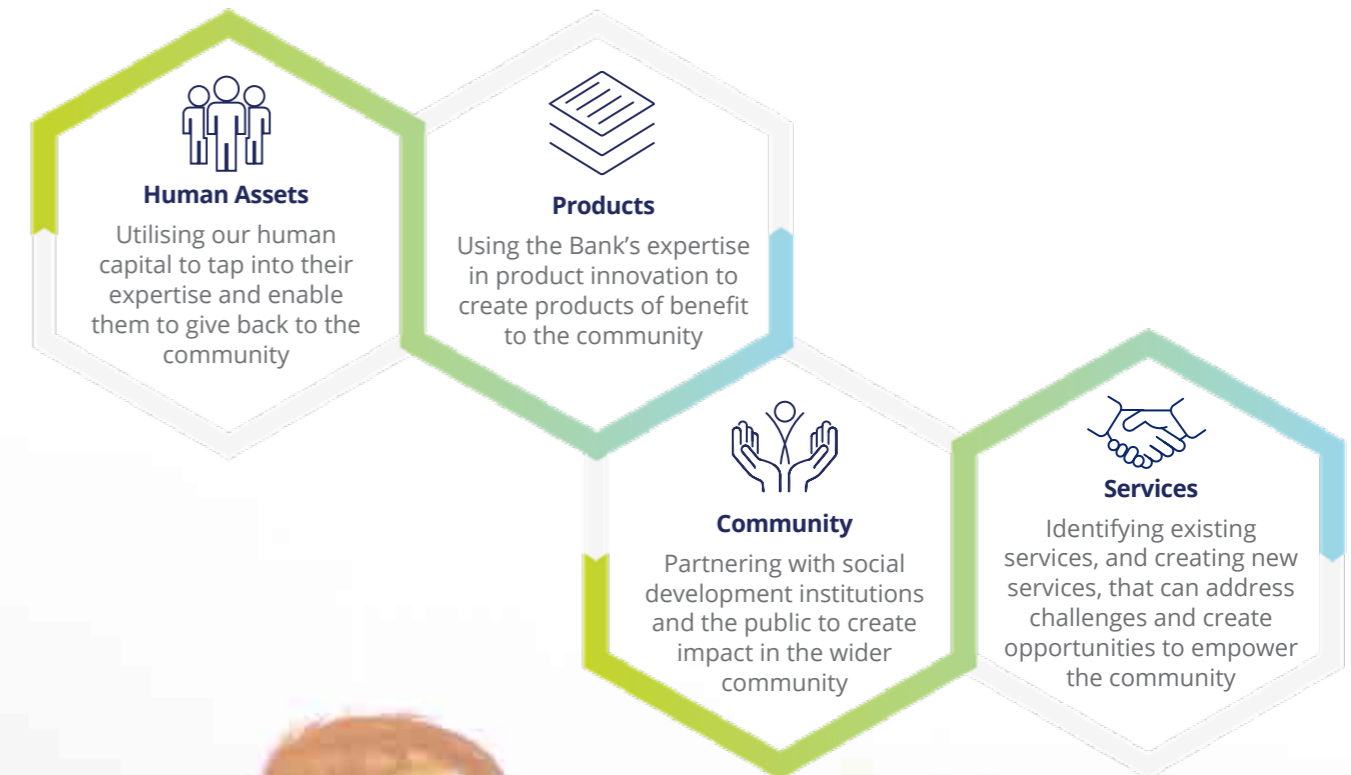 Human Assets
Utilising our human
capital to tap into their
expertise and enable
them to give back to the
community
Products
Using the Bank’s expertise
in product innovation to
create products of benefit
to the community
Community
Partnering with social
development institutions
and the public to create
impact in the wider
community
Services
Identifying existing
services, and creating new
services, that can address
challenges and create
opportunities to empower
the community